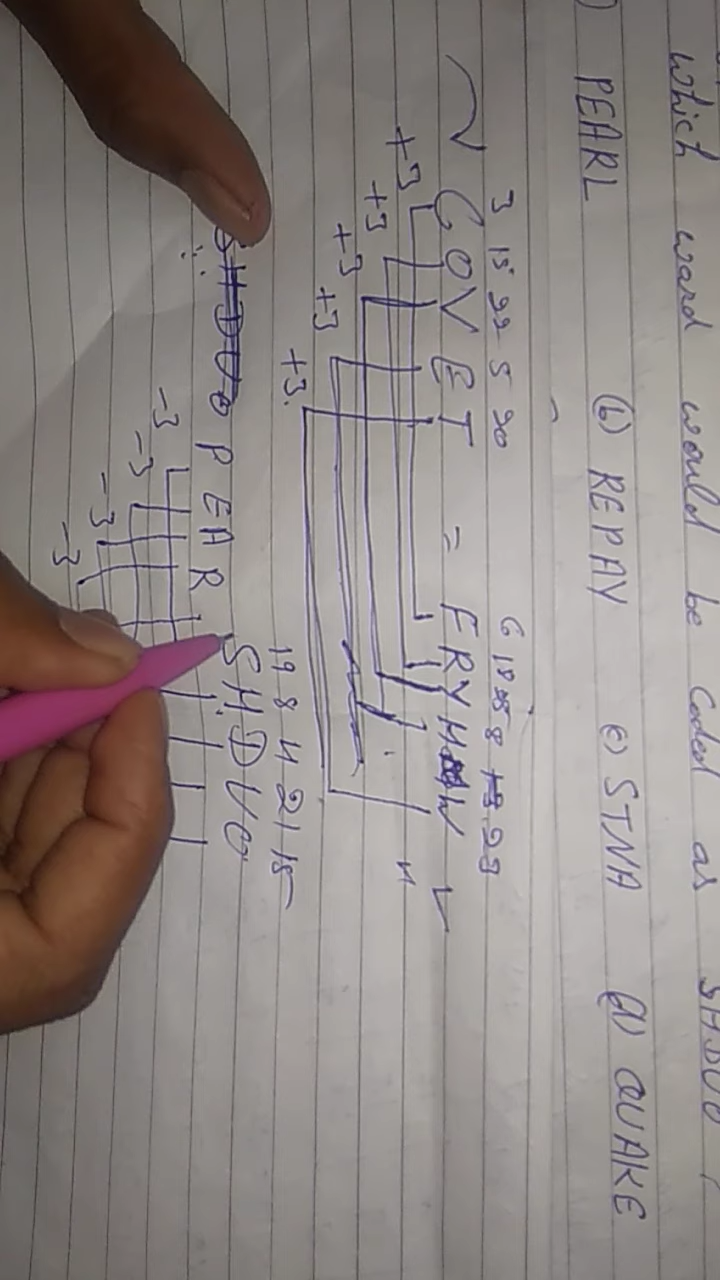 which word would be coded as SHDUO
) PEARL (b) REPAY (c) STNA (d) QUAKE
3 15 22 5 20 6 18 25 8 23
COVET = FRYHW
+3 +3 +3 +3 +3.
19 8 4 21 15
SHDUO PEAR SHDUO
-3 -3 -3 -3